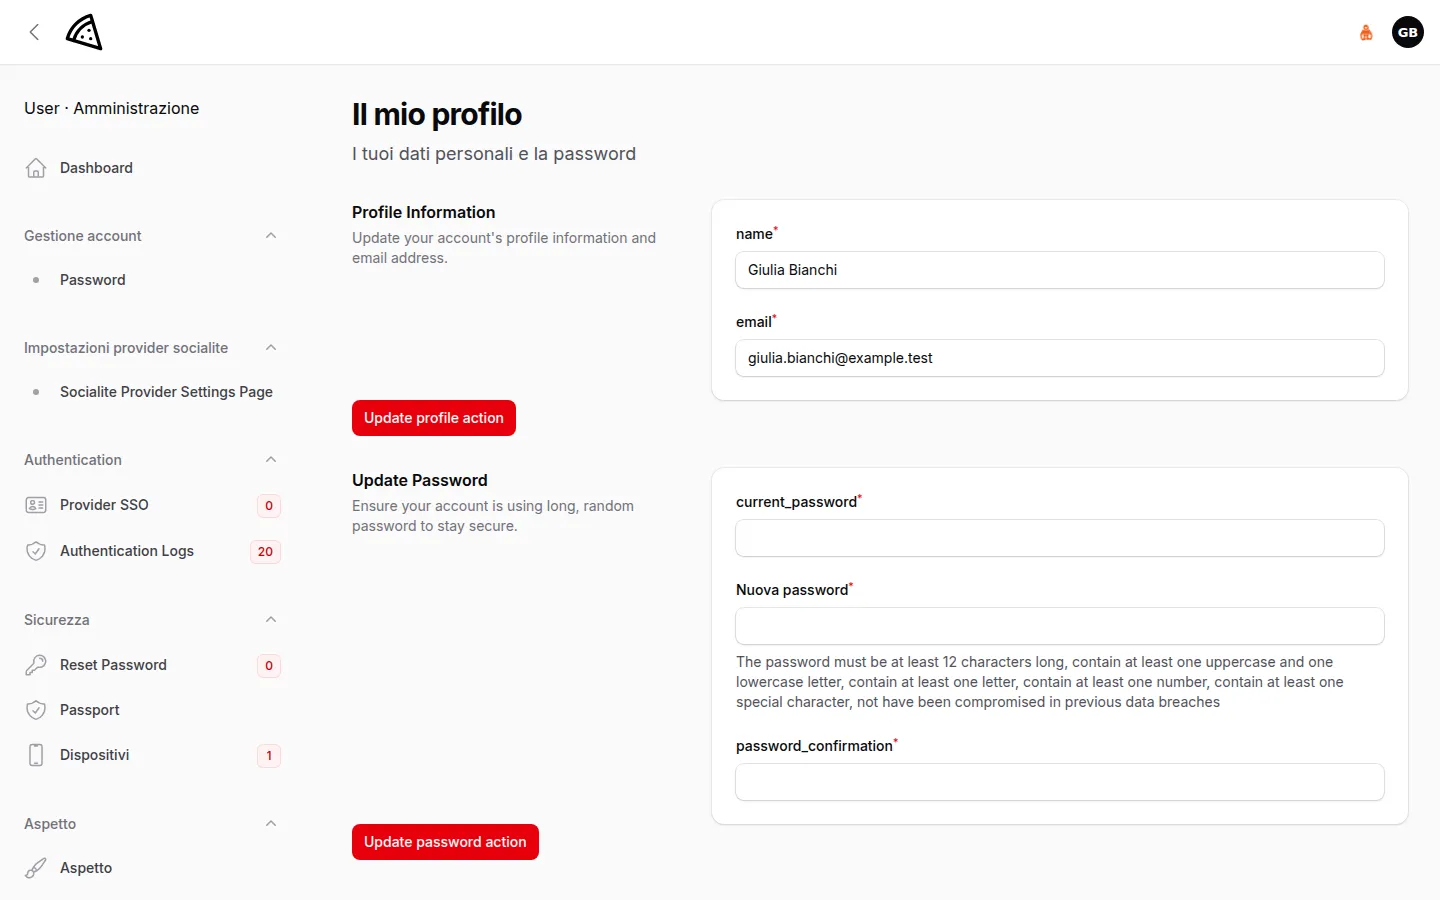 GB
User · Amministrazione
Dashboard
Gestione account
Password
Impostazioni provider socialite
Socialite Provider Settings Page
Authentication
Provider SSO 0
Authentication Logs 20
Sicurezza
Reset Password 0
Passport
Dispositivi 1
Aspetto
Aspetto
Il mio profilo
I tuoi dati personali e la password
Profile Information
Update your account's profile information and
email address.
name*
Giulia Bianchi
email*
giulia.bianchi@example.test
Update profile action
Update Password
Ensure your account is using long, random
password to stay secure.
current_password*
Nuova password*
The password must be at least 12 characters long, contain at least one uppercase and one
lowercase letter, contain at least one letter, contain at least one number, contain at least one
special character, not have been compromised in previous data breaches
password_confirmation*
Update password action